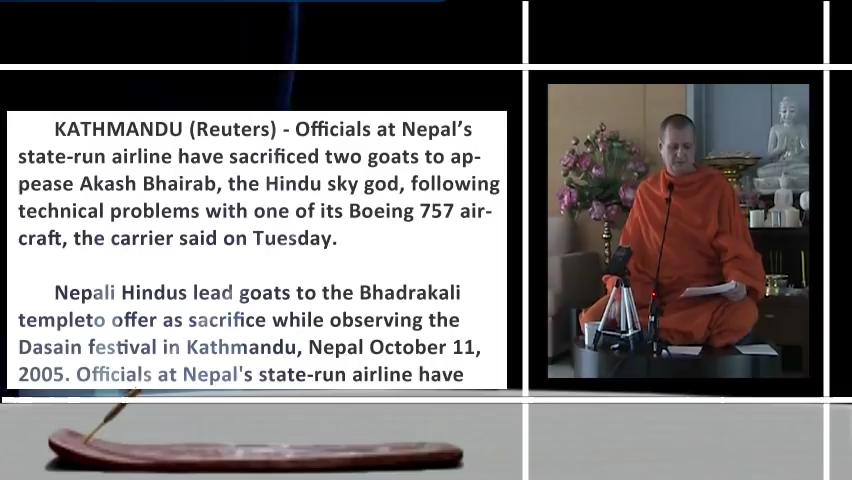 KATHMANDU (Reuters) - Officials at Nepal's
state-run airline have sacrificed two goats to ap-
pease Akash Bhairab, the Hindu sky god, following
technical problems with one of its Boeing 757 air-
craft, the carrier said on Tuesday.
Nepali Hindus lead goats to the Bhadrakali
templeto offer as sacrifice while observing the
Dasain festival in Kathmandu, Nepal October 11,
2005. Officials at Nepal's state-run airline have